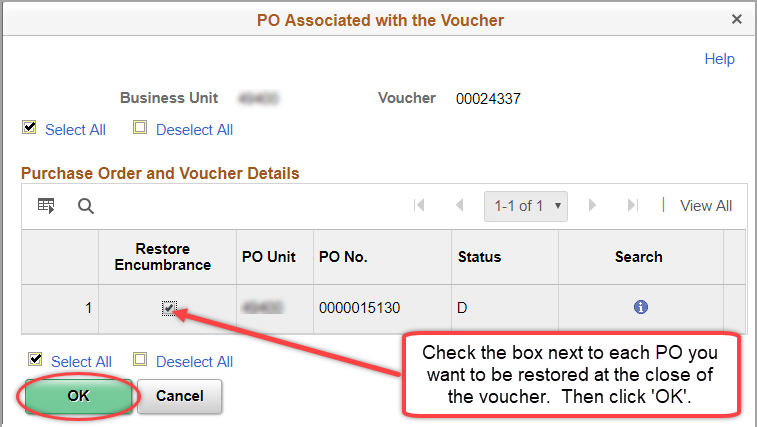 PO Associated with the Voucher ×
Help
Business Unit Voucher 00024337
Select All Deselect All
Purchase Order and Voucher Details
1-1 of 1 | View All
Restore Encumbrance PO Unit PO No. Status Search
1 0000015130 D
Check the box next to each PO you
want to be restored at the close of
the voucher. Then click 'OK'.
Select All Deselect All
OK Cancel